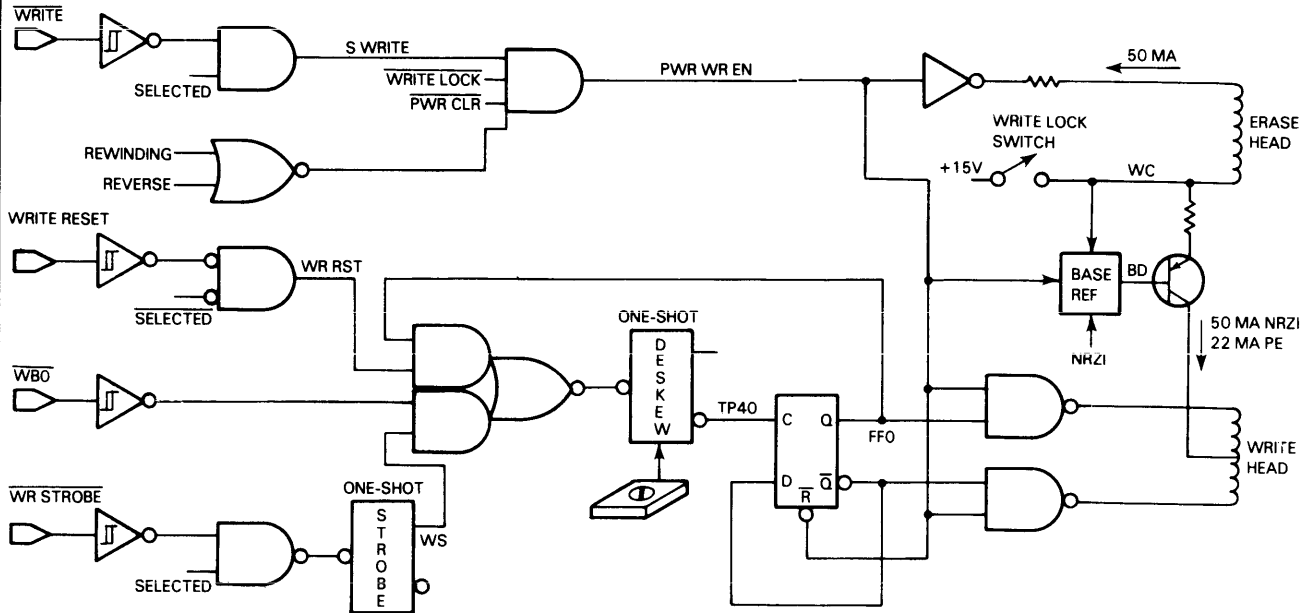 WRITE
SELECTED
S WRITE
WRITE LOCK
PWR CLR
PWR WR EN
50 MA
ERASE
HEAD
REWINDING
REVERSE
WRITE LOCK
SWITCH
+15V
WC
WRITE RESET
WR RST
SELECTED
BASE
REF
BD
NRZI
50 MA NRZI
22 MA PE
ONE-SHOT
DESKEW
WB0
TP40
C
Q
D
Q
R
FF0
WRITE
HEAD
WR STROBE
SELECTED
ONE-SHOT
STROBE
WS